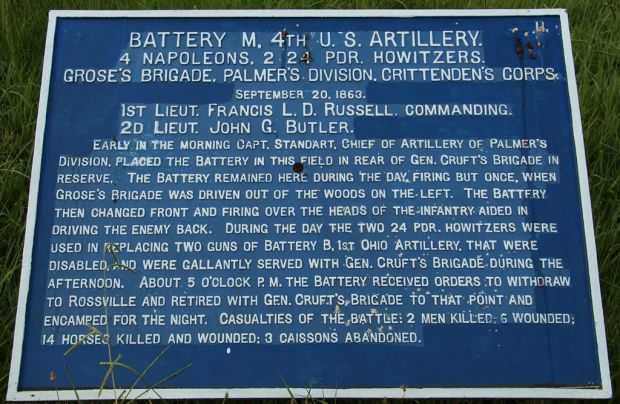 BATTERY M, 4TH U.S. ARTILLERY.
4 NAPOLEONS, 2 24 PDR. HOWITZERS.
GROSE'S BRIGADE, PALMER'S DIVISION, CRITTENDEN'S CORPS.
SEPTEMBER 20, 1863.
1ST LIEUT. FRANCIS L. D. RUSSELL, COMMANDING.
2D LIEUT. JOHN G. BUTLER.
EARLY IN THE MORNING CAPT. STANDART, CHIEF OF ARTILLERY OF PALMER'S
DIVISION, PLACED THE BATTERY IN THIS FIELD IN REAR OF GEN. CRUFT'S BRIGADE IN
RESERVE. THE BATTERY REMAINED HERE DURING THE DAY, FIRING BUT ONCE, WHEN
GROSE'S BRIGADE WAS DRIVEN OUT OF THE WOODS ON THE LEFT. THE BATTERY
THEN CHANGED FRONT AND FIRING OVER THE HEADS OF THE INFANTRY AIDED IN
DRIVING THE ENEMY BACK. DURING THE DAY THE TWO 24 PDR. HOWITZERS WERE
USED IN REPLACING TWO GUNS OF BATTERY B, 1ST OHIO ARTILLERY, THAT WERE
DISABLED, AND WERE GALLANTLY SERVED WITH GEN. CRUFT'S BRIGADE DURING THE
AFTERNOON. ABOUT 5 O'CLOCK P.M. THE BATTERY RECEIVED ORDERS TO WITHDRAW
TO ROSSVILLE AND RETIRED WITH GEN. CRUFT'S BRIGADE TO THAT POINT AND
ENCAMPED FOR THE NIGHT. CASUALTIES OF THE BATTLE: 2 MEN KILLED; 6 WOUNDED;
14 HORSES KILLED AND WOUNDED; 3 CAISSONS ABANDONED.